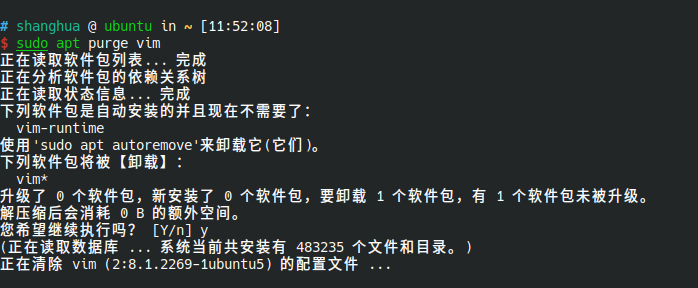 # shanghua @ ubuntu in ~ [11:52:08]
$ sudo apt purge vim
正在读取软件包列表... 完成
正在分析软件包的依赖关系树
正在读取状态信息... 完成
下列软件包是自动安装的并且现在不需要了：
  vim-runtime
使用'sudo apt autoremove'来卸载它(它们)。
下列软件包将被【卸载】：
  vim*
升级了 0 个软件包，新安装了 0 个软件包，要卸载 1 个软件包，有 1 个软件包未被升级。
解压缩后会消耗 0 B 的额外空间。
您希望继续执行吗？ [Y/n] y
(正在读取数据库 ... 系统当前共安装有 483235 个文件和目录。)
正在清除 vim (2:8.1.2269-1ubuntu5) 的配置文件 ...